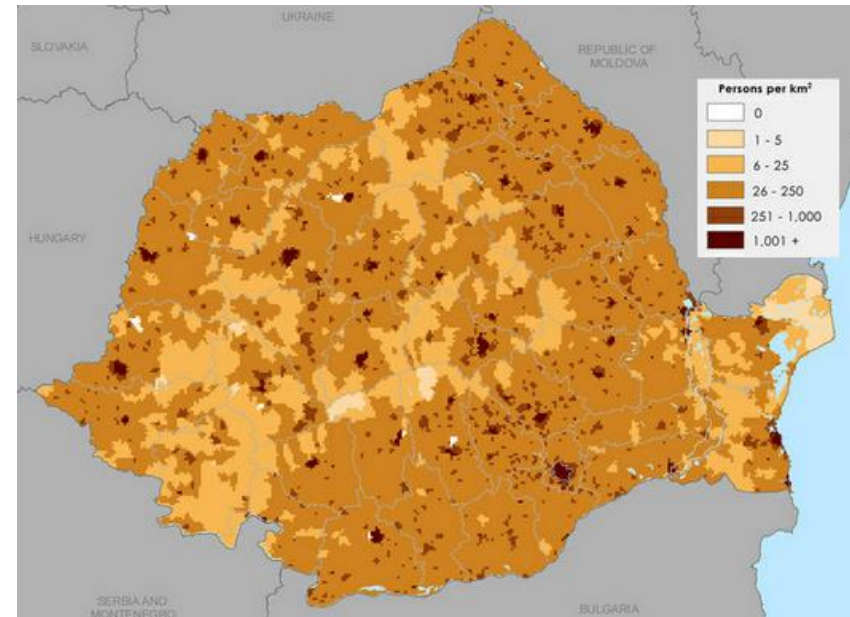 UKRAINE
SLOVAKIA
REPUBLIC OF
MOLDOVA
Persons per km²
0
1 - 5
6 - 25
26 - 250
251 - 1,000
1,001 +
HUNGARY
SERBIA AND
MONTENEGRO
BULGARIA